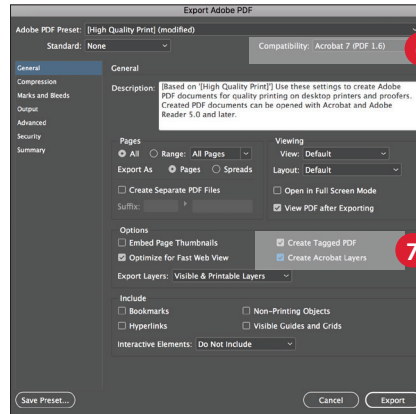 Export Adobe PDF
Adobe PDF Preset: [High Quality Print] (modified)
Standard: None
Compatibility: Acrobat 7 (PDF 1.6)
General
Compression
Marks and Bleeds
Output
Advanced
Security
Summary
General
Description: [Based on '[High Quality Print]'] Use these settings to create Adobe
PDF documents for quality printing on desktop printers and proofers.
Created PDF documents can be opened with Acrobat and Adobe
Reader 5.0 and later.
Pages
All Range: All Pages
Export As Pages Spreads
Create Separate PDF Files
Suffix:
Viewing
View: Default
Layout: Default
Open in Full Screen Mode
View PDF after Exporting
Options
Embed Page Thumbnails
Optimize for Fast Web View
Create Tagged PDF
Create Acrobat Layers
7
Export Layers: Visible & Printable Layers
Include
Bookmarks
Hyperlinks
Non-Printing Objects
Visible Guides and Grids
Interactive Elements: Do Not Include
Save Preset...
Cancel
Export